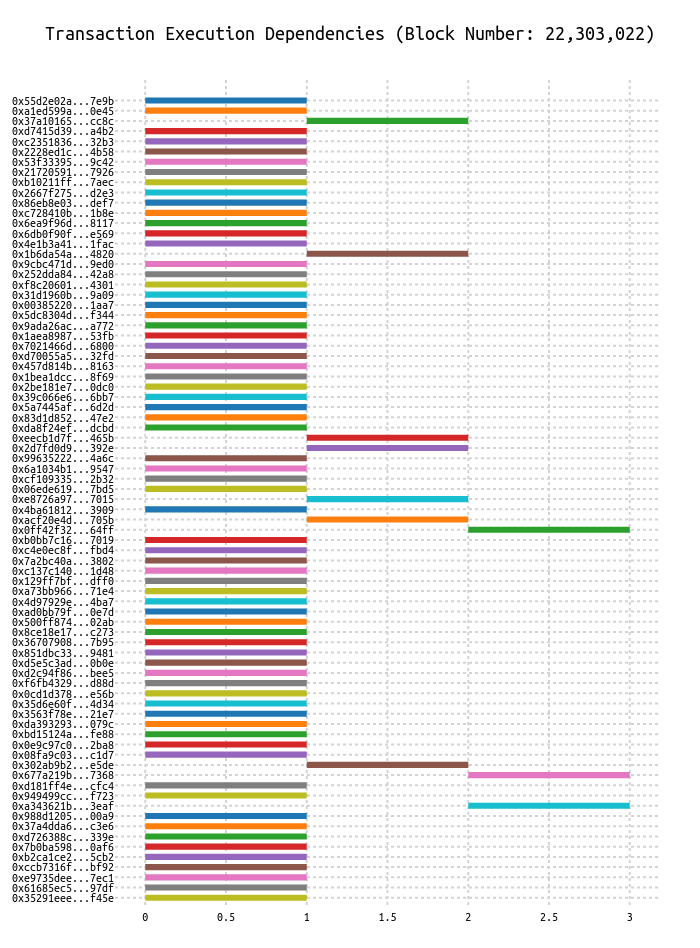 Transaction Execution Dependencies (Block Number: 22,303,022)
0x55d2e02a...7e9b
0xa1ed599a...0e45
0x37a10165...cc8c
0xd7415d39...a4b2
0xc2351836...32b3
0x2228ed1c...4b58
0x53f33395...9c42
0x21720591...7926
0xb10211ff...7aec
0x2667f275...d2e3
0x86eb8e03...def7
0xc728410b...1b8e
0x6ea9f96d...8117
0x6db0f90f...e569
0x4e1b3a41...1fac
0x1b6da54a...4820
0x9cbc471d...9ed0
0x252dda84...42a8
0xf8c20601...4301
0x31d1960b...9a09
0x00385220...1aa7
0x5dc8304d...f344
0x9ada26ac...a772
0x1aea8987...53fb
0x7021466d...6800
0xd70055a5...32fd
0x457d814b...8163
0x1bea1dcc...8f69
0x2be181e7...0dc0
0x39c066e6...6bb7
0x5a7445af...6d2d
0x83d1d852...47e2
0xda8f24ef...dcbd
0xeecb1d7f...465b
0x2d7fd0d9...392e
0x99635222...4a6c
0x6a1034b1...9547
0xcf109335...2b32
0x06ede619...7bd5
0xe8726a97...7015
0x4ba61812...3909
0xacf20e4d...705b
0x0ff42f32...64ff
0xb0bb7c16...7019
0xc4e0ec8f...fbd4
0x7a2bc40a...3802
0xc137c140...1d48
0x129ff7bf...dff0
0xa73bb966...71e4
0x4d97929e...4ba7
0xad0bb79f...0e7d
0x500ff874...02ab
0x8ce18e17...c273
0x36707908...7b95
0x851dbc33...9481
0xd5e5c3ad...0b0e
0xd2c94f86...bee5
0xf6fb4329...d88d
0x0cd1d378...e56b
0x35d6e60f...4d34
0x3563f78e...21e7
0xda393293...079c
0xbd15124a...fe88
0x0e9c97c0...2ba8
0x08fa9c03...c1d7
0x302ab9b2...e5de
0x677a219b...7368
0xd181ff4e...cfc4
0x949499cc...f723
0xa343621b...3eaf
0x988d1205...00a9
0x37a4dda6...c3e6
0xd726388c...339e
0x7b0ba598...0af6
0xb2ca1ce2...5cb2
0xccb7316f...bf92
0xe9735dee...7ec1
0x61685ec5...97df
0x35291eee...f45e
0 0.5 1 1.5 2 2.5 3